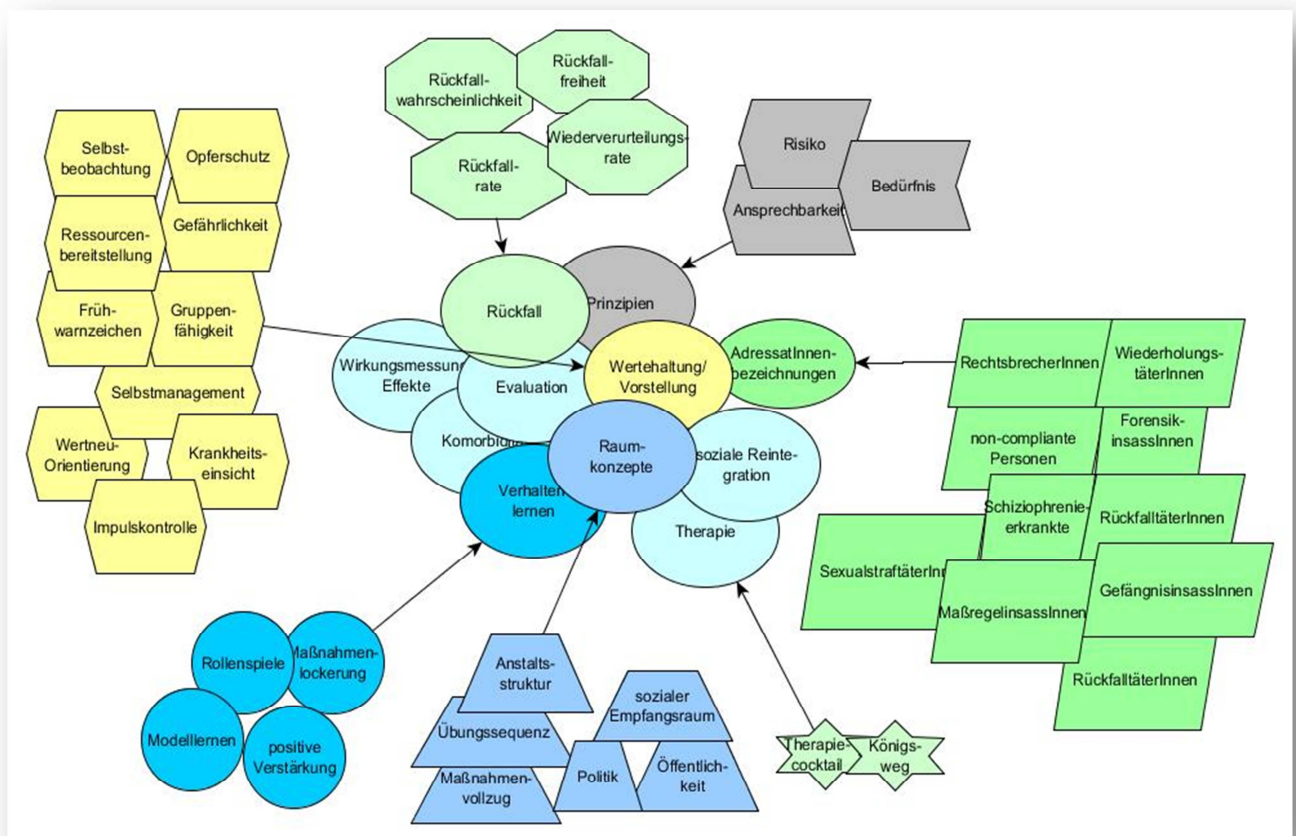 Rückfall-
wahrscheinlichkeit
Rückfall-
freiheit
Wiederverurteilungs-
rate
Rückfall-
rate
Risiko
Bedürfnis
Ansprechbarkeit
Selbst-
beobachtung
Opferschutz
Ressourcen-
bereitstellung
Gefährlichkeit
Früh-
warnzeichen
Gruppen-
fähigkeit
Selbstmanagement
Wertneu-
Orientierung
Krankheits-
einsicht
Impulskontrolle
Rückfall
Prinzipien
Wirkungsmessung
Effekte
Evaluation
Wertehaltung/
Vorstellung
AdressatInnen-
bezeichnungen
Raum-
konzepte
soziale Reinte-
gration
Verhalten
lernen
Therapie
RechtsbrecherInnen
Wiederholungs-
täterInnen
non-compliante
Personen
Forensik-
insassInnen
Schiziophrenie-
erkrankte
RückfalltäterInnen
Gefängnisinsassinnen
MaßregelinsassInnen
RückfalltäterInnen
Rollenspiele
Maßnahmen-
lockerung
Modelllernen
positive
Verstärkung
Anstalts-
struktur
Übungssequenz
Maßnahmen-
vollzug
sozialer
Empfangsraum
Politik
Öffentlich-
keit
Therapie-
cocktail
Königs-
weg